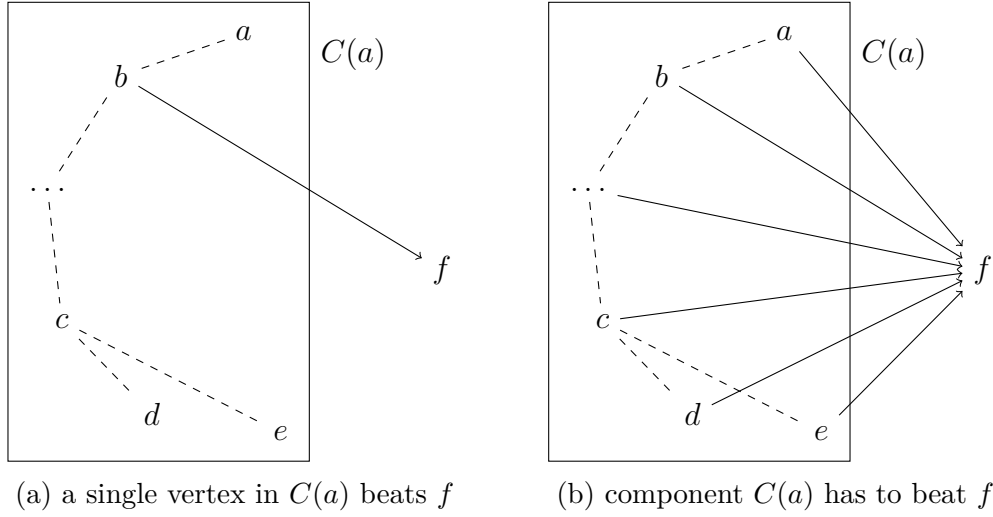 a
C(a)
b
⋯
f
c
d
e
(a) a single vertex in C(a) beats f
a
C(a)
b
⋯
f
c
d
e
(b) component C(a) has to beat f